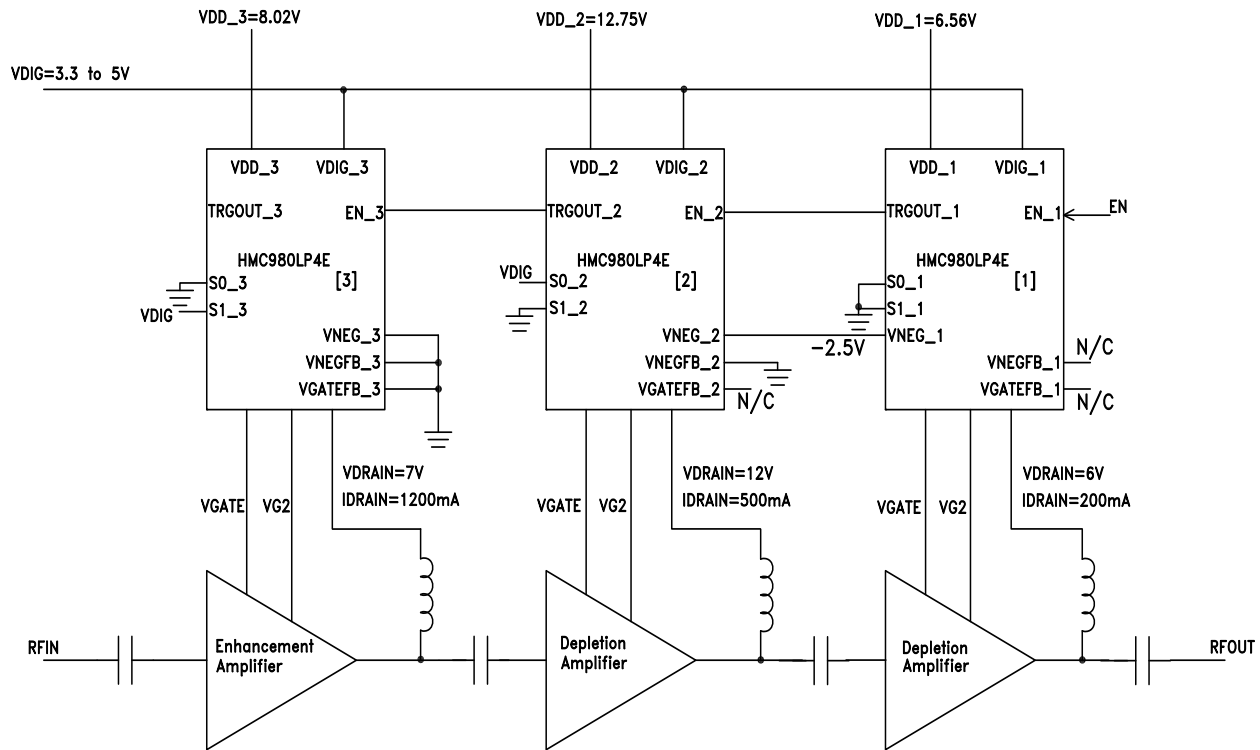 VDD_3=8.02V
VDD_2=12.75V
VDD_1=6.56V
VDIG=3.3 to 5V
VDD_3
VDIG_3
TRGOUT_3
EN_3
HMC980LP4E
[3]
S0_3
VDIG
S1_3
VNEG_3
VNEGFB_3
VGATEFB_3
VDD_2
VDIG_2
TRGOUT_2
EN_2
HMC980LP4E
[2]
VDIG
S0_2
S1_2
VNEG_2
VNEGFB_2
VGATEFB_2
N/C
-2.5V
VDD_1
VDIG_1
TRGOUT_1
EN_1
EN
HMC980LP4E
[1]
S0_1
S1_1
VNEG_1
VNEGFB_1
N/C
VGATEFB_1
N/C
VGATE
VG2
VDRAIN=7V
IDRAIN=1200mA
VGATE
VG2
VDRAIN=12V
IDRAIN=500mA
VGATE
VG2
VDRAIN=6V
IDRAIN=200mA
RFIN
Enhancement
Amplifier
Depletion
Amplifier
Depletion
Amplifier
RFOUT